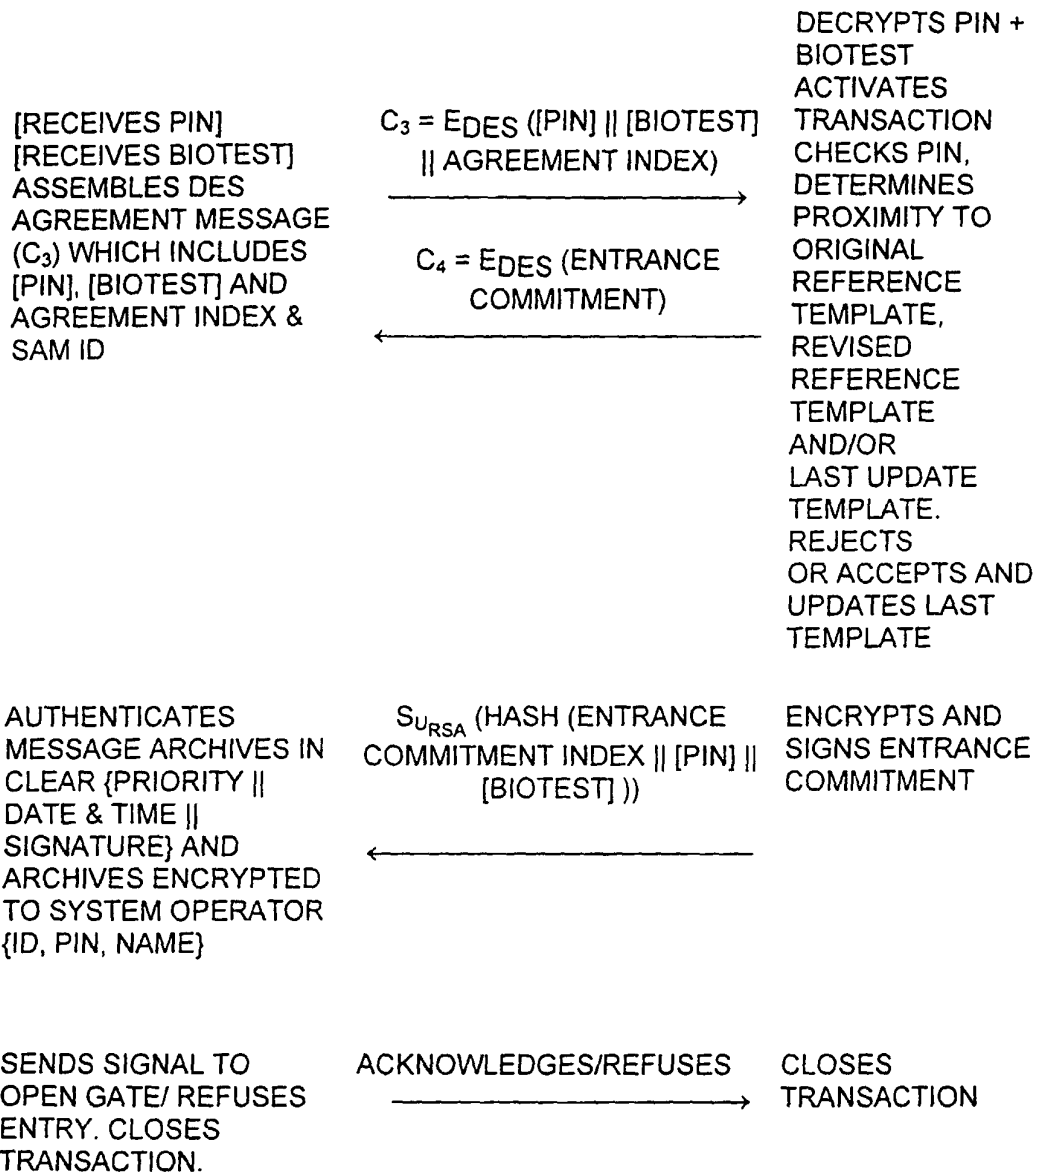 [RECEIVES PIN]
[RECEIVES BIOTEST]
ASSEMBLES DES
AGREEMENT MESSAGE
(C₃) WHICH INCLUDES
[PIN], [BIOTEST] AND
AGREEMENT INDEX &
SAM ID
C₃ = EDES ([PIN] || [BIOTEST]
|| AGREEMENT INDEX)
C₄ = EDES (ENTRANCE
COMMITMENT)
DECRYPTS PIN +
BIOTEST
ACTIVATES
TRANSACTION
CHECKS PIN,
DETERMINES
PROXIMITY TO
ORIGINAL
REFERENCE
TEMPLATE,
REVISED
REFERENCE
TEMPLATE
AND/OR
LAST UPDATE
TEMPLATE.
REJECTS
OR ACCEPTS AND
UPDATES LAST
TEMPLATE
AUTHENTICATES
MESSAGE ARCHIVES IN
CLEAR {PRIORITY ||
DATE & TIME ||
SIGNATURE} AND
ARCHIVES ENCRYPTED
TO SYSTEM OPERATOR
{ID, PIN, NAME}
SURSA (HASH (ENTRANCE
COMMITMENT INDEX || [PIN] ||
[BIOTEST] ))
ENCRYPTS AND
SIGNS ENTRANCE
COMMITMENT
SENDS SIGNAL TO
OPEN GATE/ REFUSES
ENTRY. CLOSES
TRANSACTION.
ACKNOWLEDGES/REFUSES
CLOSES
TRANSACTION